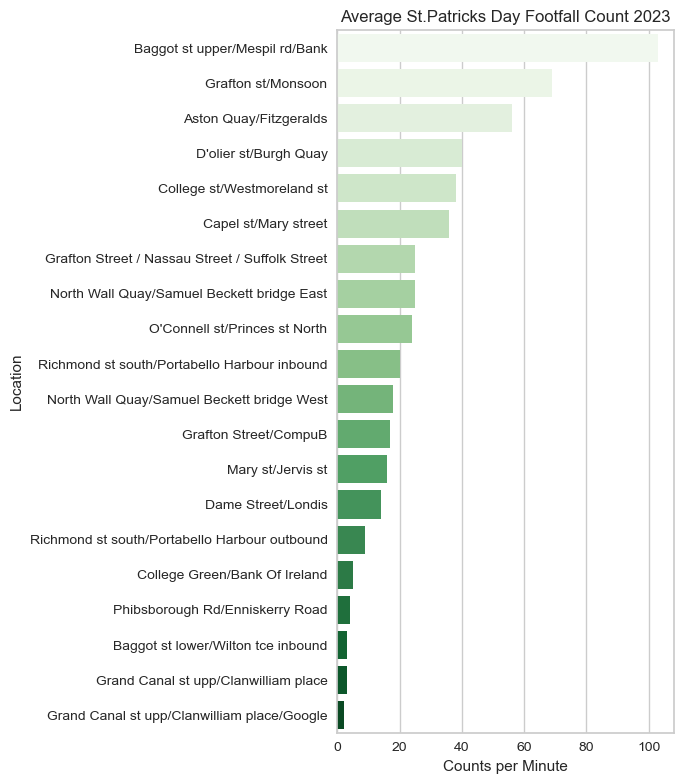 Average St.Patricks Day Footfall Count 2023
Baggot st upper/Mespil rd/Bank
Grafton st/Monsoon
Aston Quay/Fitzgeralds
D'olier st/Burgh Quay
College st/Westmoreland st
Capel st/Mary street
Grafton Street / Nassau Street / Suffolk Street
North Wall Quay/Samuel Beckett bridge East
O'Connell st/Princes st North
Richmond st south/Portabello Harbour inbound
North Wall Quay/Samuel Beckett bridge West
Grafton Street/CompuB
Mary st/Jervis st
Dame Street/Londis
Richmond st south/Portabello Harbour outbound
College Green/Bank Of Ireland
Phibsborough Rd/Enniskerry Road
Baggot st lower/Wilton tce inbound
Grand Canal st upp/Clanwilliam place
Grand Canal st upp/Clanwilliam place/Google
Location
0 20 40 60 80 100
Counts per Minute